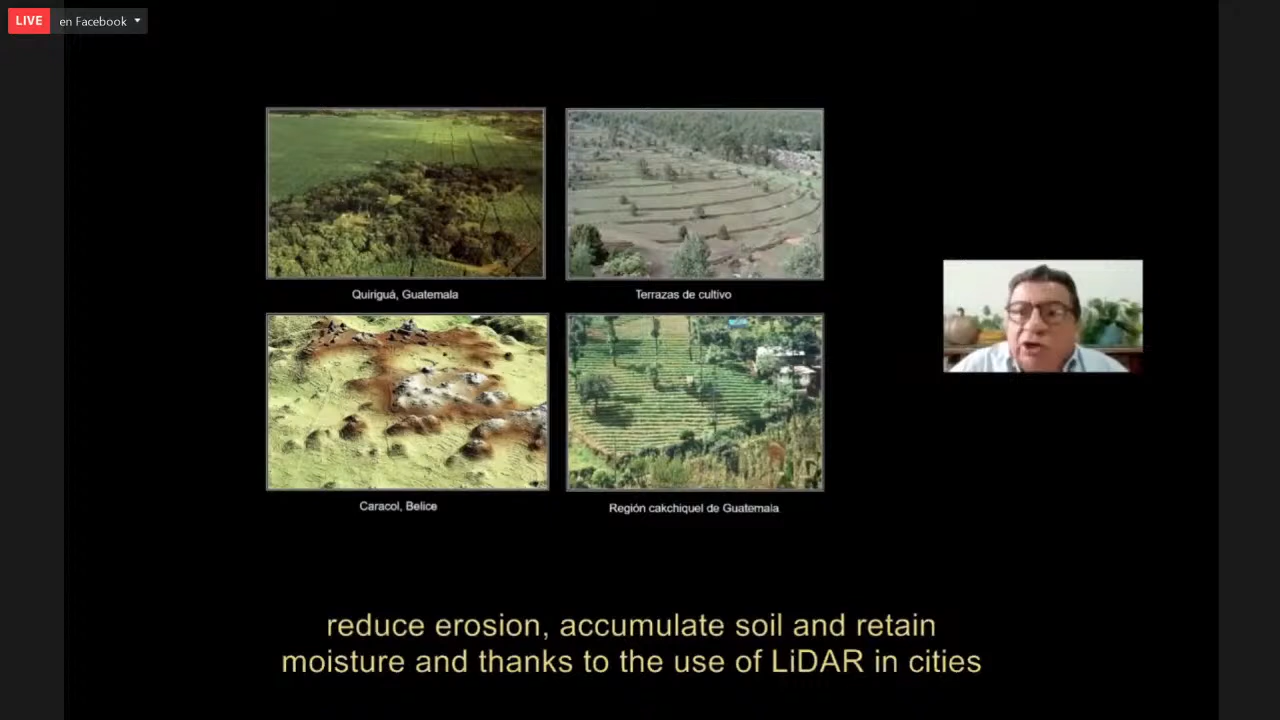 LIVE en Facebook
Quiriguá, Guatemala
Terrazas de cultivo
Caracol, Belice
Región cakchiquel de Guatemala
reduce erosion, accumulate soil and retain
moisture and thanks to the use of LiDAR in cities